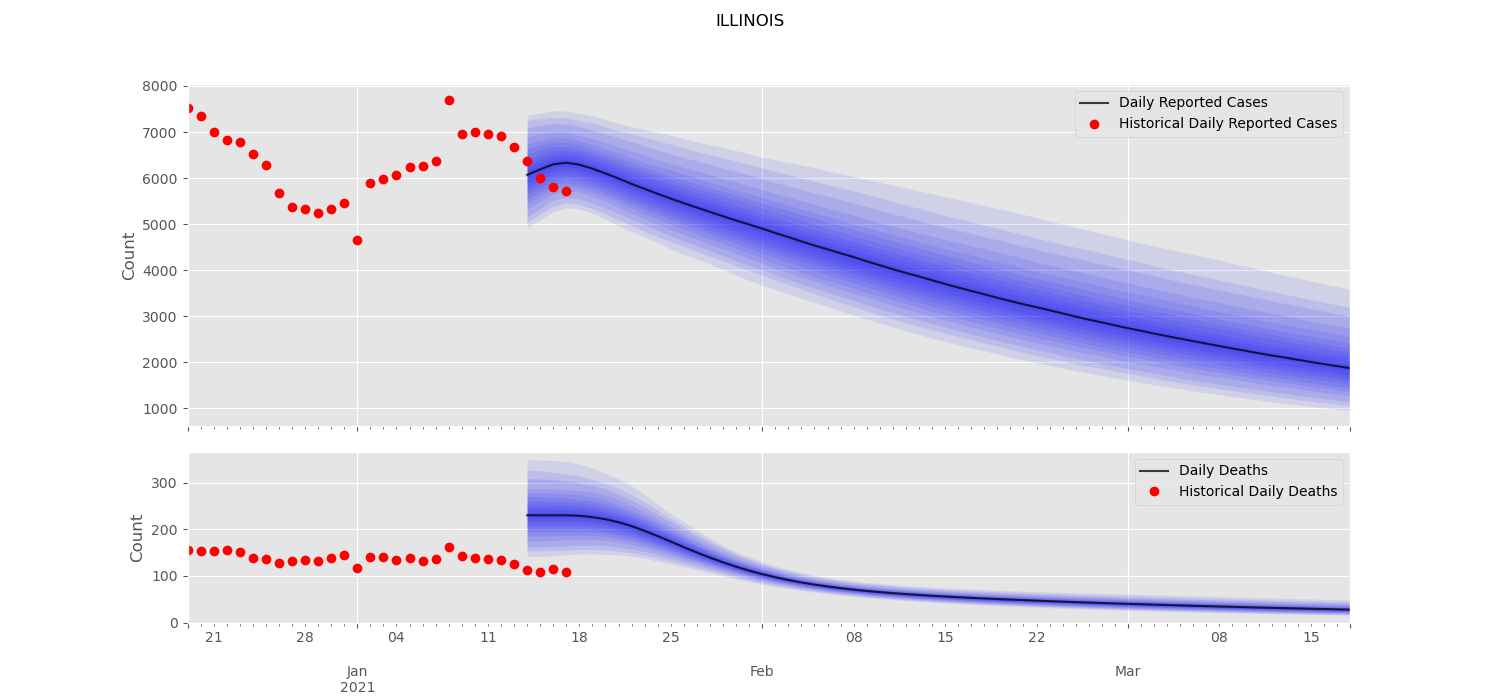 ILLINOIS
8000
7000
6000
5000
4000
3000
2000
1000
Count
Daily Reported Cases
Historical Daily Reported Cases
300
200
100
0
Count
Daily Deaths
Historical Daily Deaths
21 28 04 11 18 25 08 15 22 08 15
Jan Feb Mar
2021